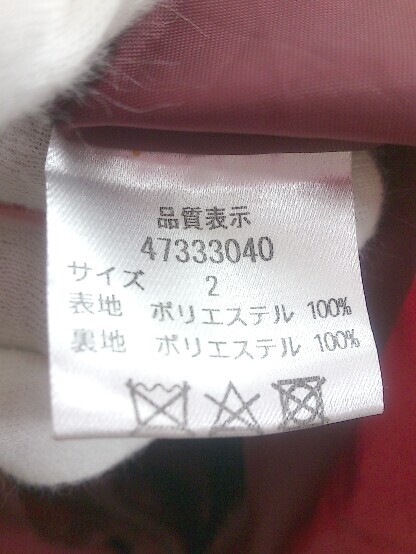 品質表示
47333040
サイズ 2
表地 ポリエステル 100%
裏地 ポリエステル 100%